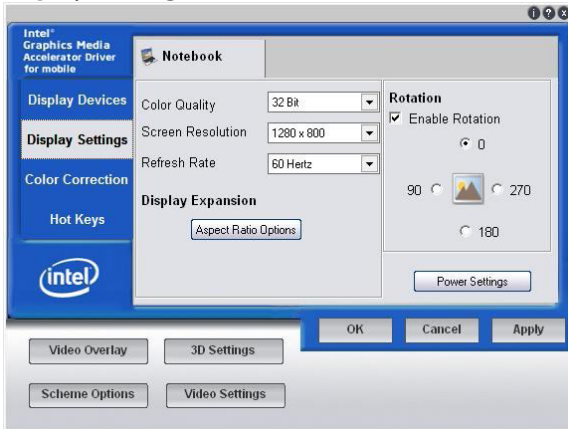 Intel®
Graphics Media
Accelerator Driver
for mobile
Notebook
Display Devices
Display Settings
Color Correction
Hot Keys
intel
Color Quality
32 Bit
Screen Resolution
1280 x 800
Refresh Rate
60 Hertz
Display Expansion
Aspect Ratio Options
Rotation
Enable Rotation
0
90
270
180
Power Settings
OK
Cancel
Apply
Video Overlay
3D Settings
Scheme Options
Video Settings